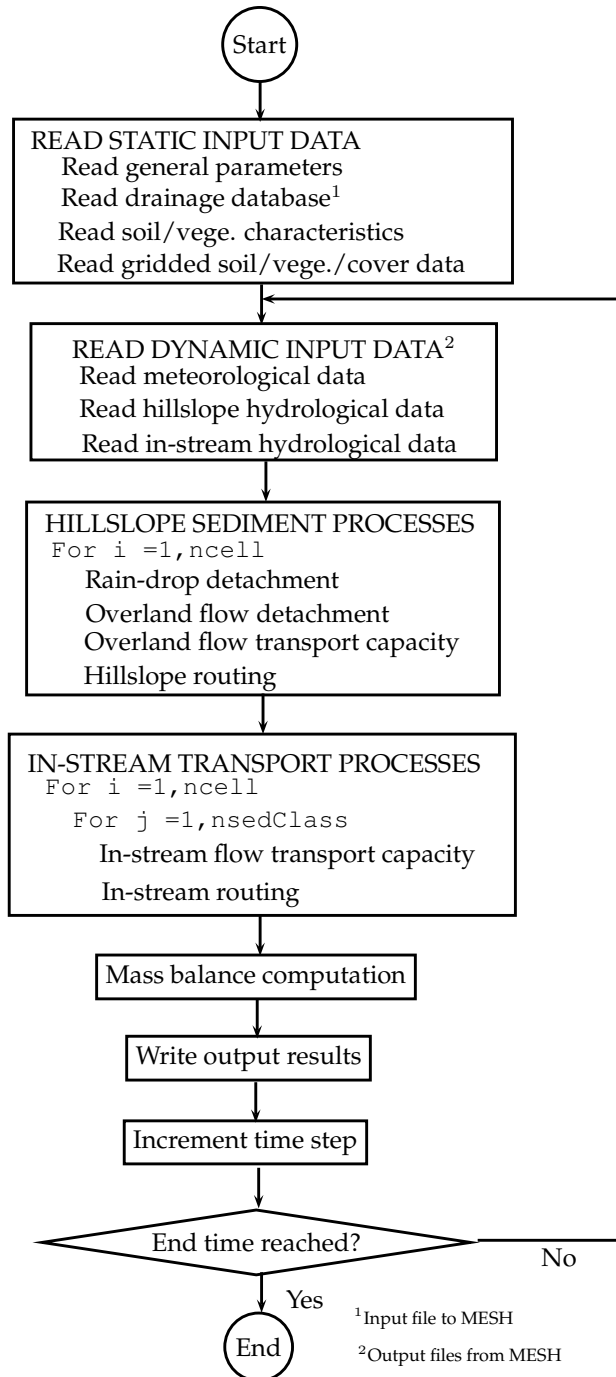 Start
READ STATIC INPUT DATA
Read general parameters
Read drainage database¹
Read soil/vege. characteristics
Read gridded soil/vege./cover data
READ DYNAMIC INPUT DATA²
Read meteorological data
Read hillslope hydrological data
Read in-stream hydrological data
HILLSLOPE SEDIMENT PROCESSES
For i =1,ncell
Rain-drop detachment
Overland flow detachment
Overland flow transport capacity
Hillslope routing
IN-STREAM TRANSPORT PROCESSES
For i =1,ncell
For j =1,nsedClass
In-stream flow transport capacity
In-stream routing
Mass balance computation
Write output results
Increment time step
End time reached?
No
Yes
End
¹Input file to MESH
²Output files from MESH